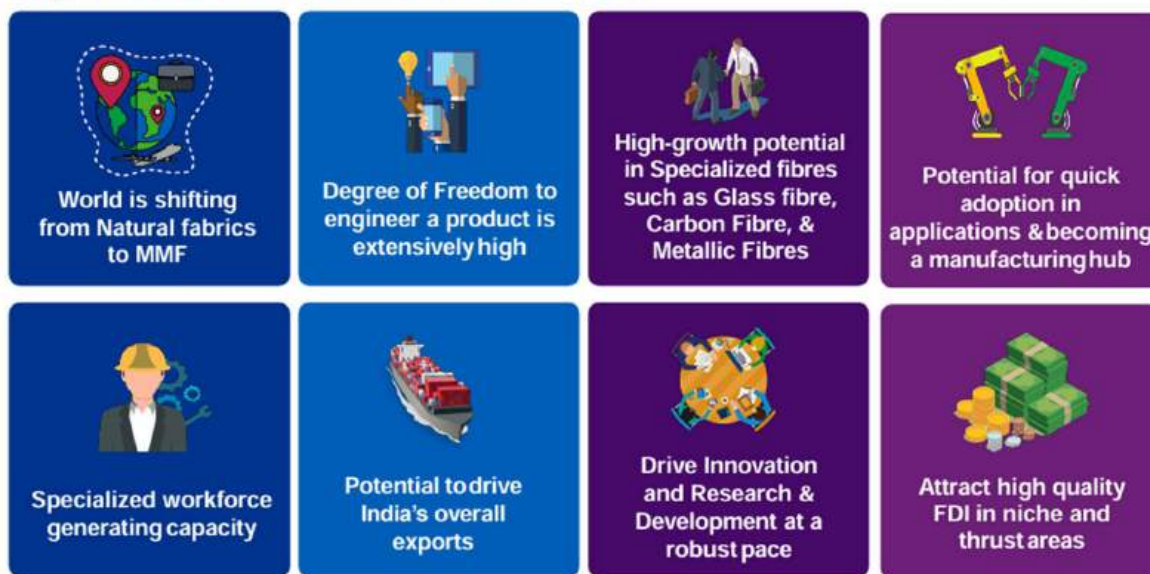 World is shifting
from Natural fabrics
to MMF
Degree of Freedom to
engineer a product is
extensively high
High-growth potential
in Specialized fibres
such as Glass fibre,
Carbon Fibre, &
Metallic Fibres
Potential for quick
adoption in
applications & becoming
a manufacturing hub
Specialized workforce
generating capacity
Potential to drive
India's overall
exports
Drive Innovation
and Research &
Development at a
robust pace
Attract high quality
FDI in niche and
thrust areas